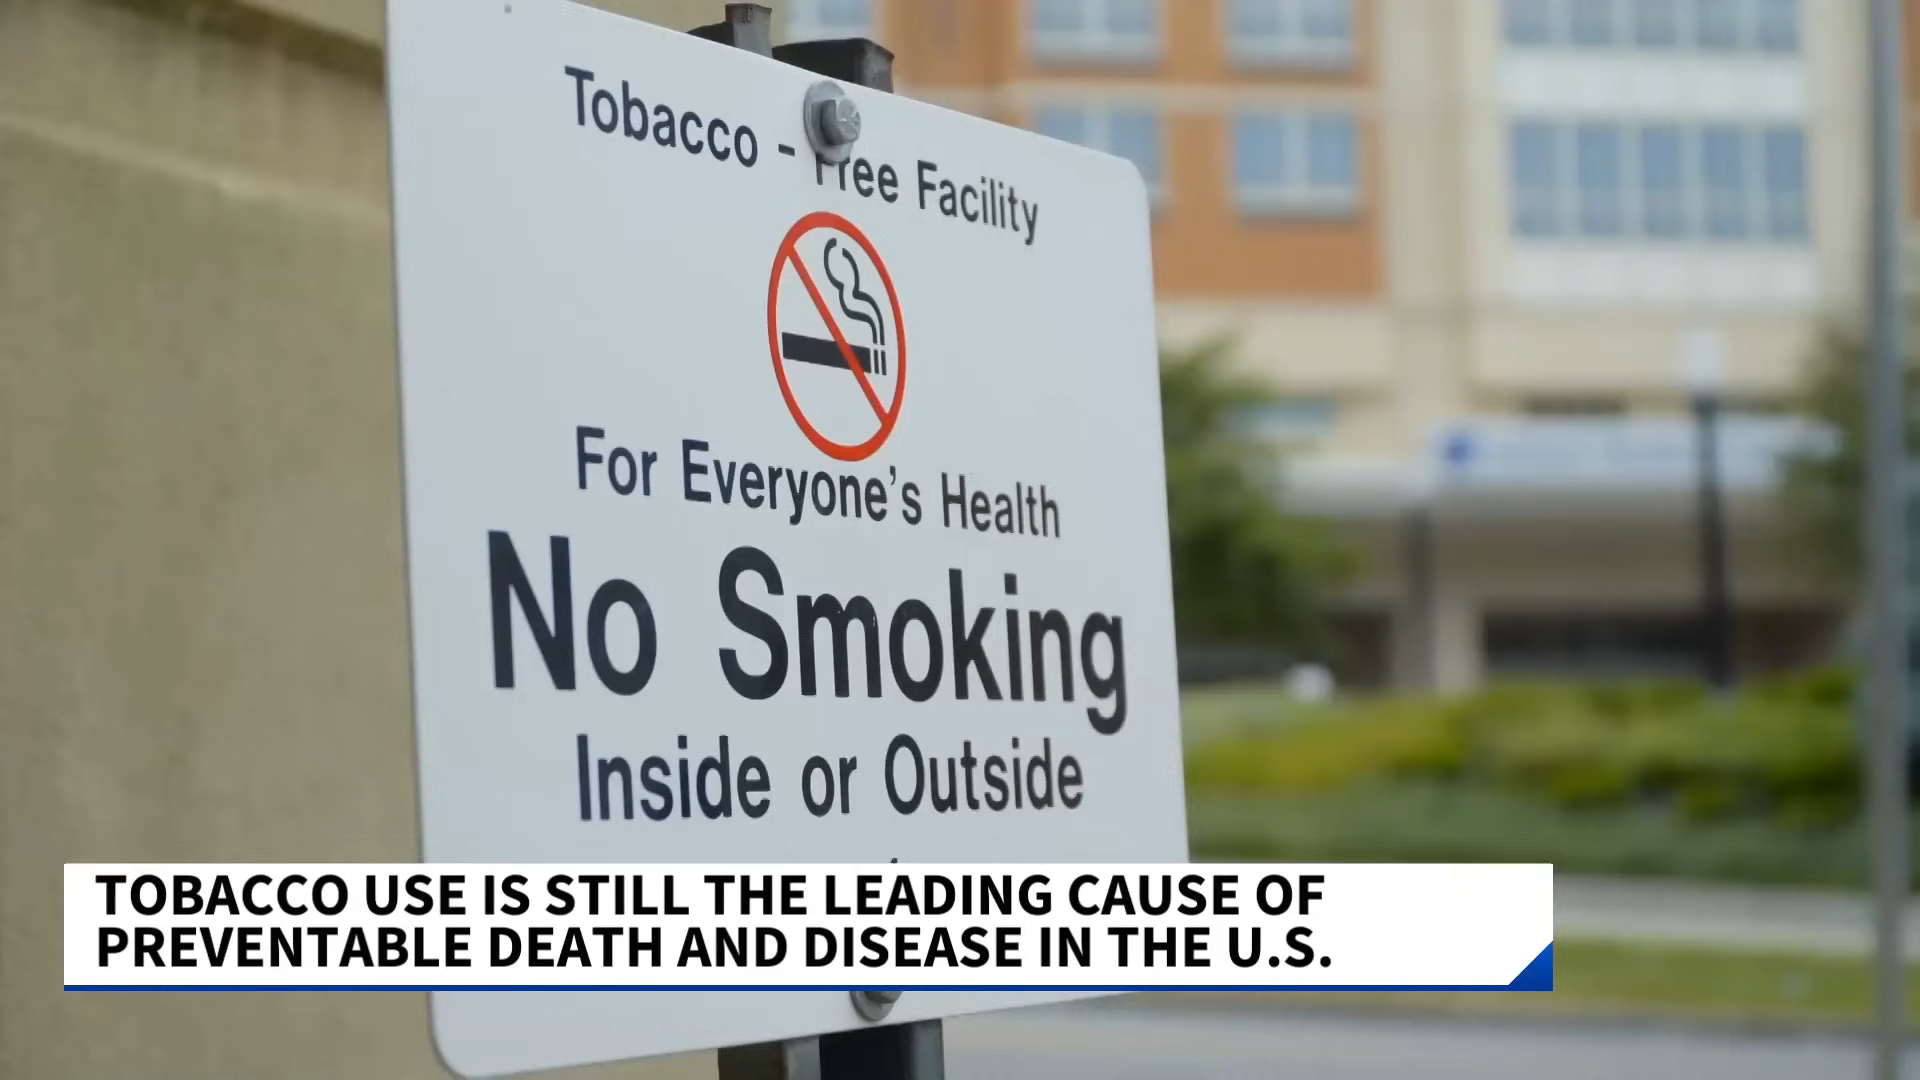 Tobacco - Free Facility
For Everyone's Health
No Smoking
Inside or Outside
TOBACCO USE IS STILL THE LEADING CAUSE OF
PREVENTABLE DEATH AND DISEASE IN THE U.S.